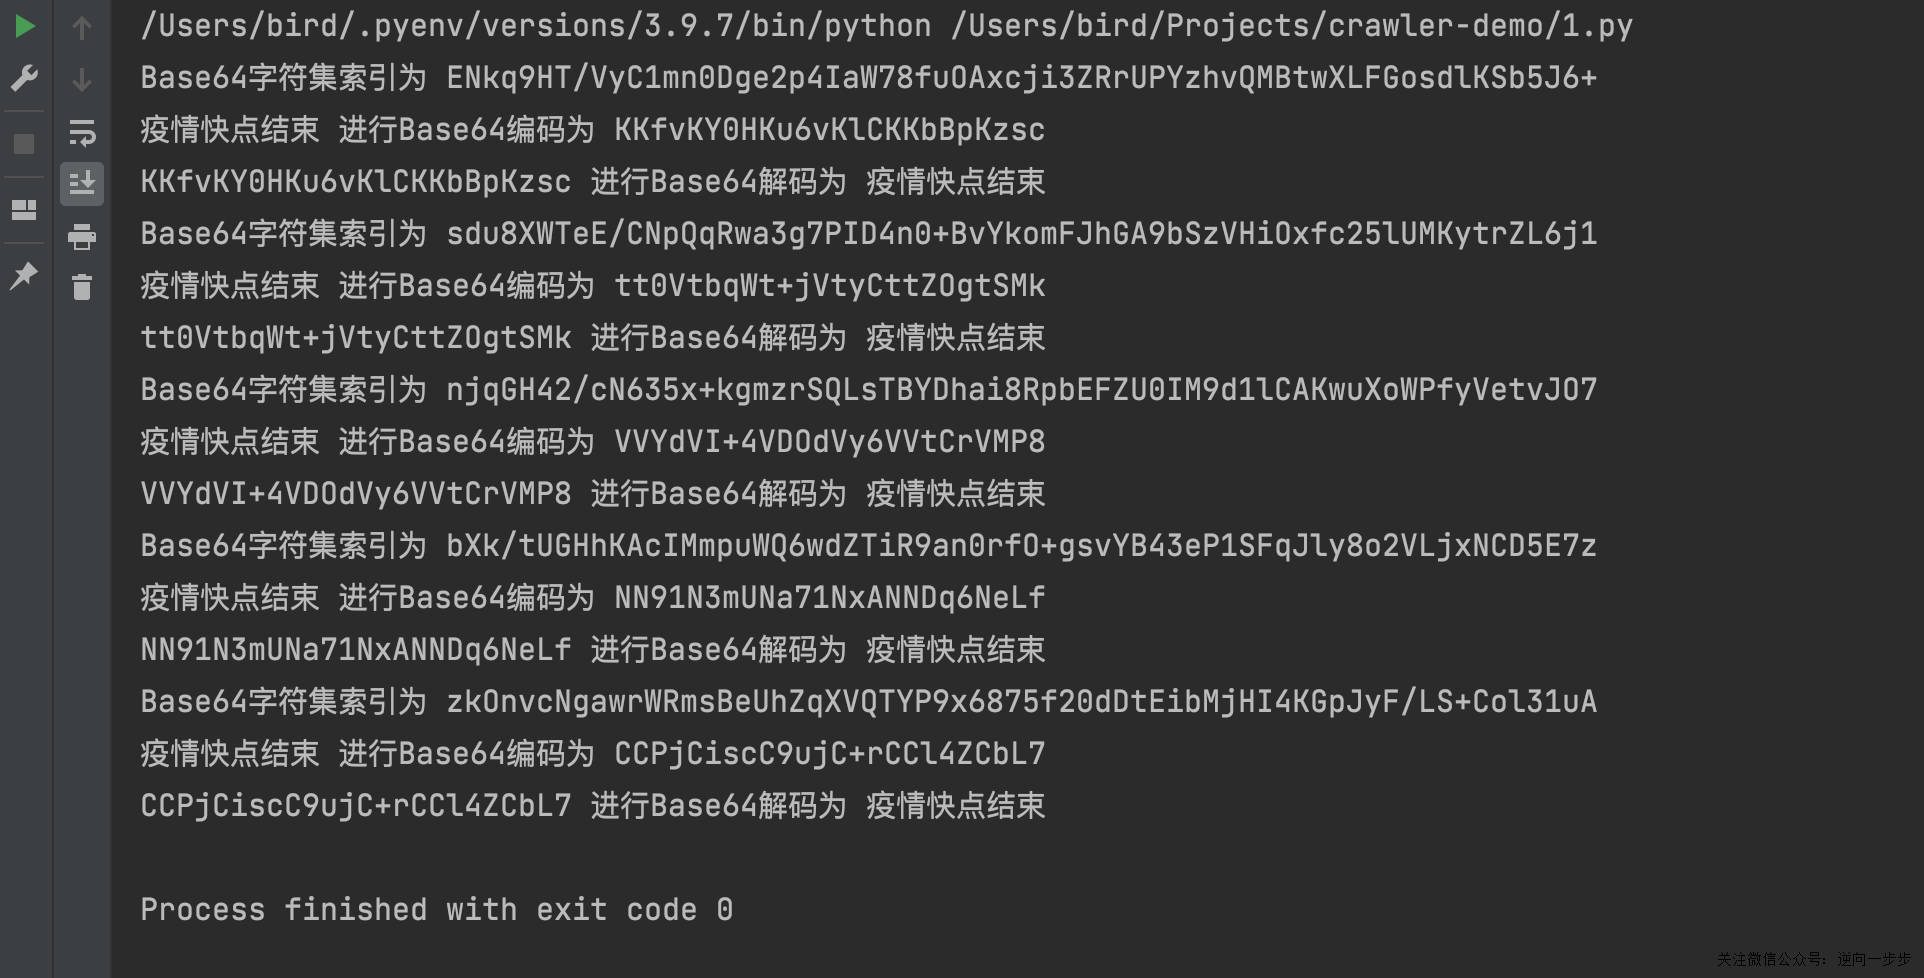 /Users/bird/.pyenv/versions/3.9.7/bin/python /Users/bird/Projects/crawler-demo/1.py
Base64字符集索引为 ENkq9HT/VyC1mn0Dge2p4IaW78fuOAxcji3ZRrUPYzhvQMBtwXLFGosdlKSb5J6+
疫情快点结束 进行Base64编码为 KKfvKY0HKu6vKlCKKbBpKzsc
KKfvKY0HKu6vKlCKKbBpKzsc 进行Base64解码为 疫情快点结束
Base64字符集索引为 sdu8XWTeE/CNpQqRwa3g7PID4n0+BvYkomFJhGA9bSzVHiOxfc25lUMKytrZL6j1
疫情快点结束 进行Base64编码为 tt0VtbqWt+jVtyCttZOgtSMk
tt0VtbqWt+jVtyCttZOgtSMk 进行Base64解码为 疫情快点结束
Base64字符集索引为 njqGH42/cN635x+kgmzrSQLsTBYDhai8RpbEFZU0IM9d1lCAKwuXoWPfyVetvJO7
疫情快点结束 进行Base64编码为 VVYdVI+4VDOdVy6VVtCrVMP8
VVYdVI+4VDOdVy6VVtCrVMP8 进行Base64解码为 疫情快点结束
Base64字符集索引为 bXk/tUGHhKAcIMmpuWQ6wdZTiR9an0rfO+gsvYB43eP1SFqJly8o2VLjxNCD5E7z
疫情快点结束 进行Base64编码为 NN91N3mUNa71NxANNDq6NeLf
NN91N3mUNa71NxANNDq6NeLf 进行Base64解码为 疫情快点结束
Base64字符集索引为 zkOnvcNgawrWRmsBeUhZqXVQTYP9x6875f20dDtEibMjHI4KGpJyF/LS+Col31uA
疫情快点结束 进行Base64编码为 CCPjCiscC9ujC+rCCl4ZCbL7
CCPjCiscC9ujC+rCCl4ZCbL7 进行Base64解码为 疫情快点结束
Process finished with exit code 0
关注微信公众号：逆向一步步